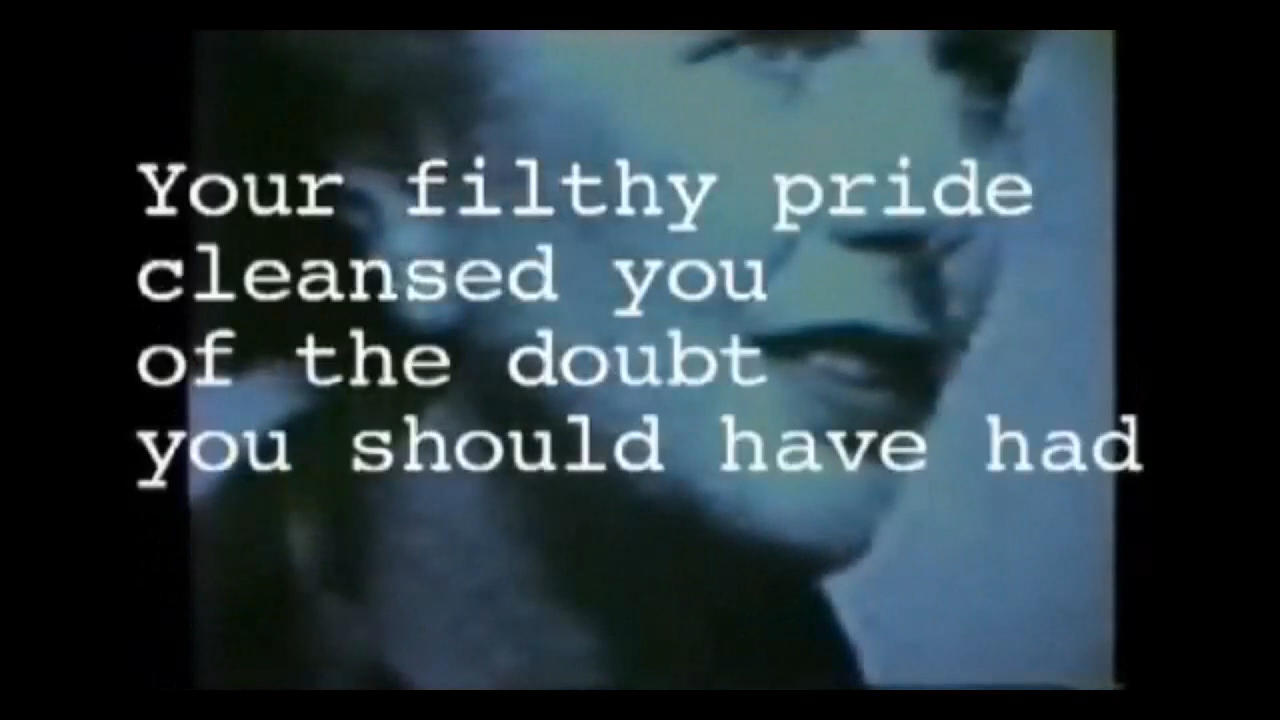 Your filthy pride
cleansed you
of the doubt
you should have had